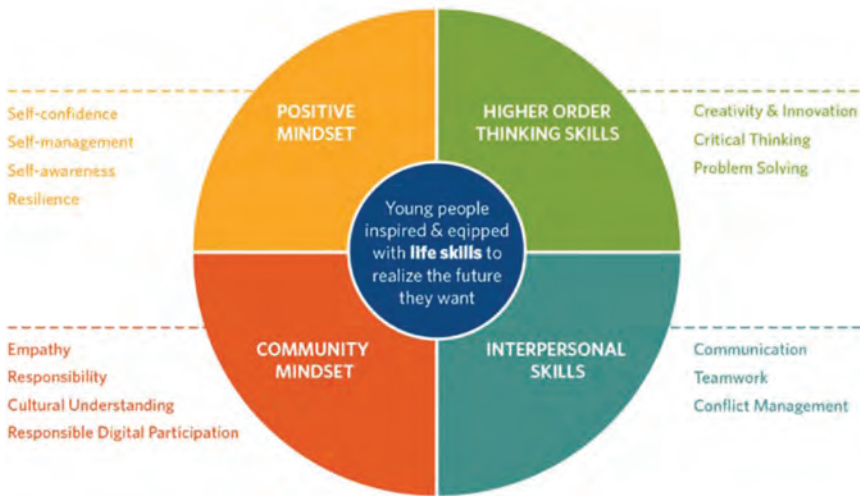 POSITIVE
MINDSET
Self-confidence
Self-management
Self-awareness
Resilience
HIGHER ORDER
THINKING SKILLS
Creativity & Innovation
Critical Thinking
Problem Solving
Young people
inspired & eqipped
with life skills to
realize the future
they want
COMMUNITY
MINDSET
Empathy
Responsibility
Cultural Understanding
Responsible Digital Participation
INTERPERSONAL
SKILLS
Communication
Teamwork
Conflict Management